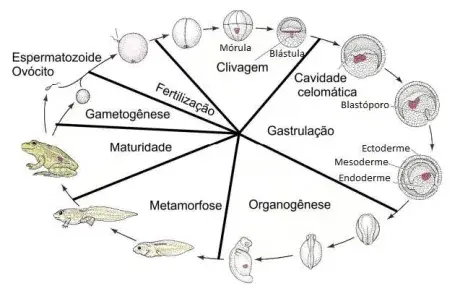 Espermatozoide
Ovócito
Mórula
Blástula
Clivagem
Fertilização
Cavidade
celomática
Blastóporo
Gametogênese
Gastrulação
Maturidade
Ectoderme
Mesoderme
Endoderme
Metamorfose
Organogênese